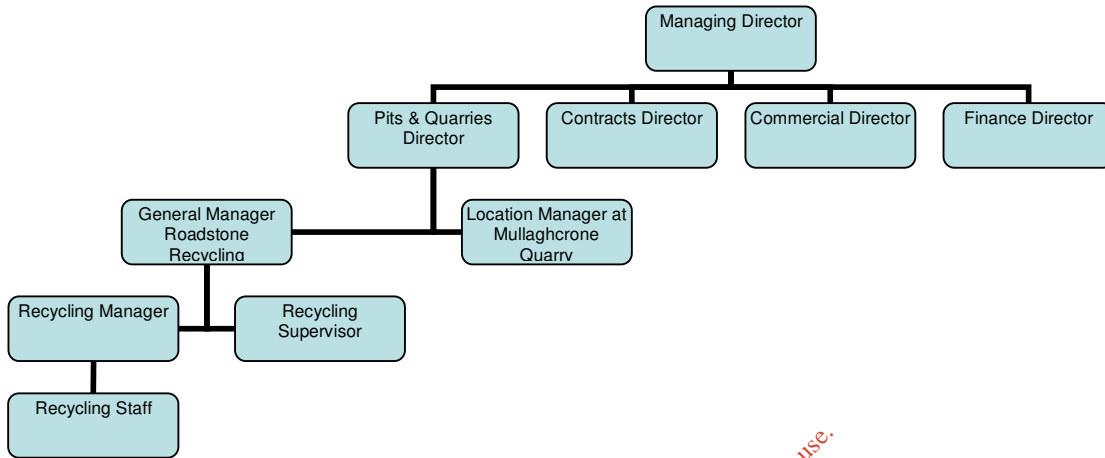 Managing Director
Pits & Quarries
Director
Contracts Director
Commercial Director
Finance Director
General Manager
Roadstone
Recycling
Location Manager at
Mullaghcrone
Quarry
Recycling Manager
Recycling
Supervisor
Recycling Staff
use.